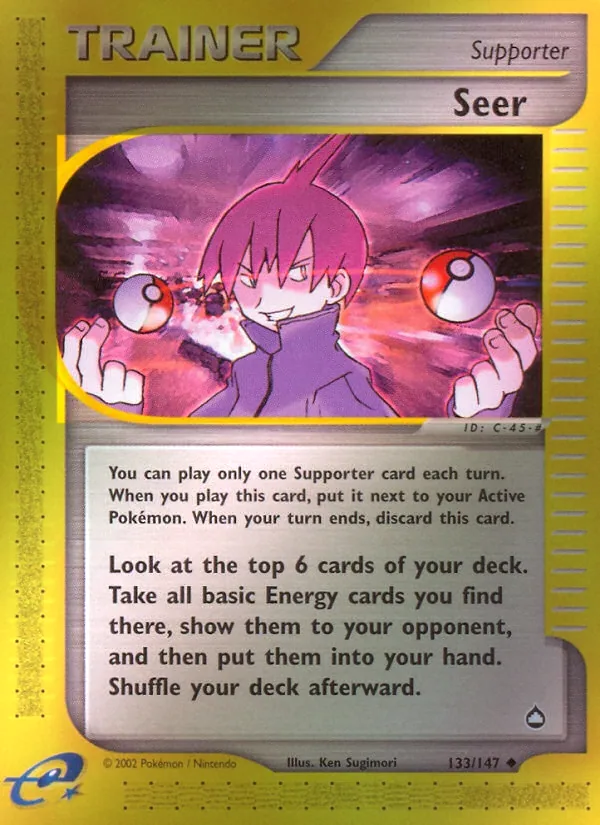 TRAINER
Supporter
Seer
ID: C-45-#
You can play only one Supporter card each turn.
When you play this card, put it next to your Active
Pokémon. When your turn ends, discard this card.
Look at the top 6 cards of your deck.
Take all basic Energy cards you find
there, show them to your opponent,
and then put them into your hand.
Shuffle your deck afterward.
© 2002 Pokémon / Nintendo
Illus. Ken Sugimori
133/147
e